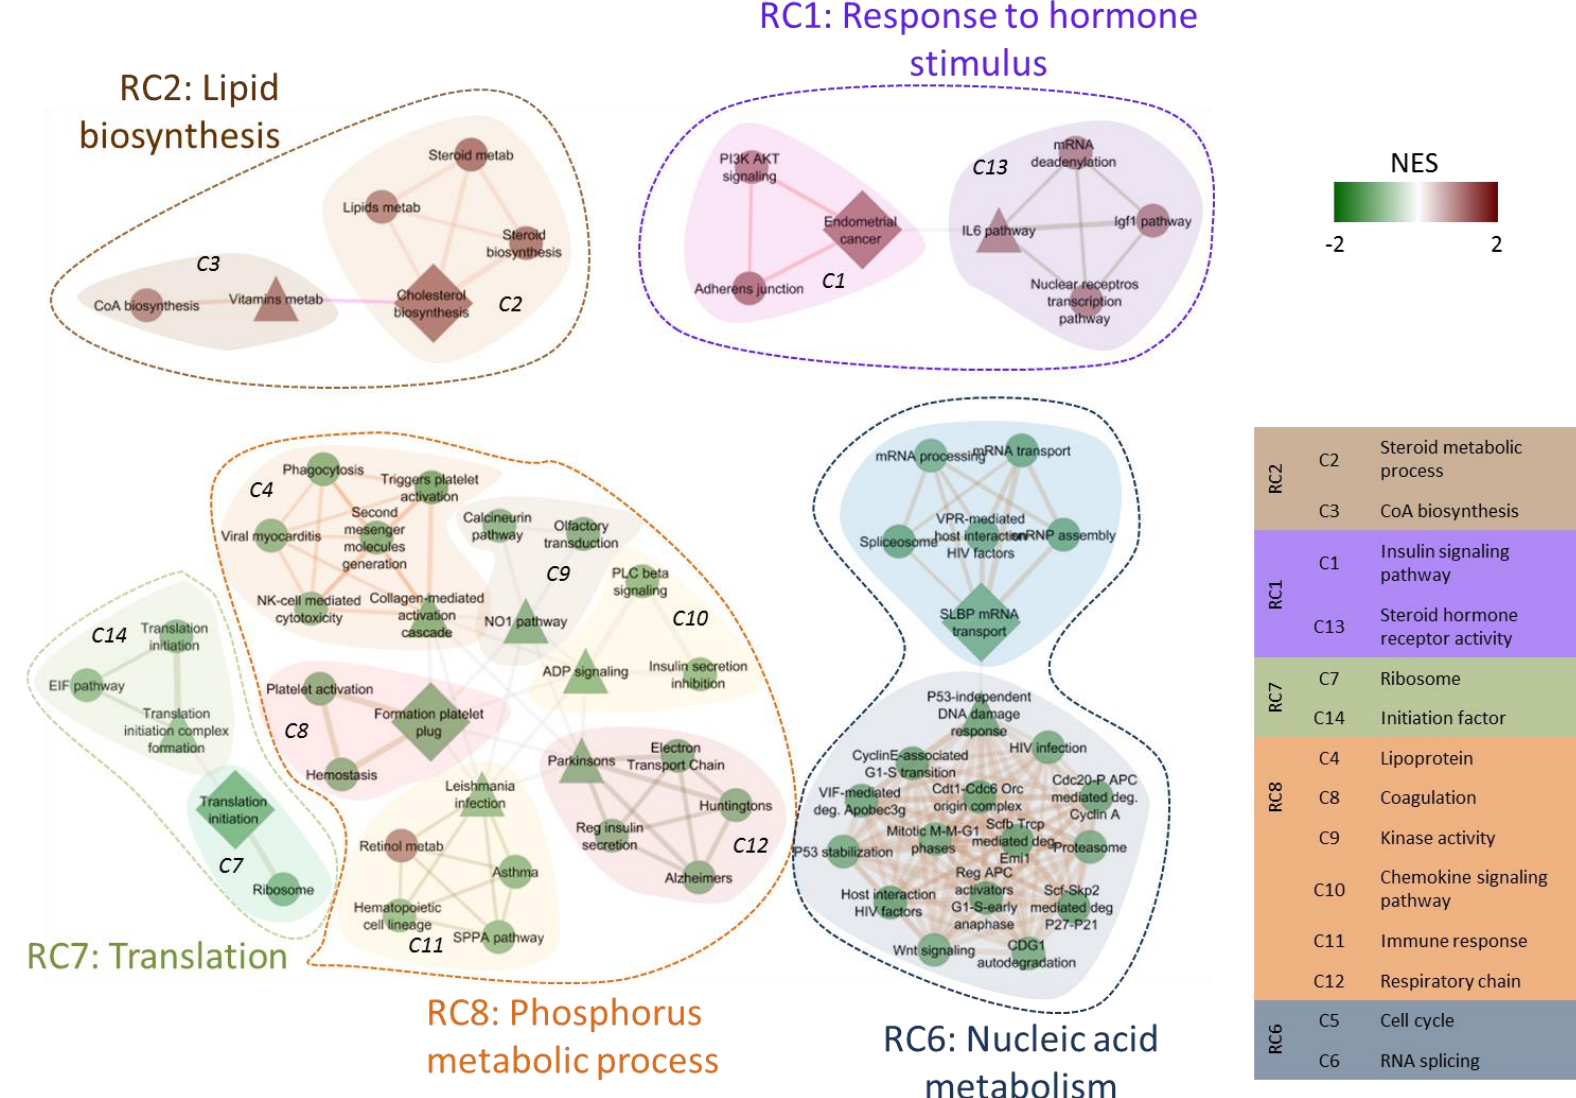 RC1: Response to hormone
stimulus
RC2: Lipid
biosynthesis
Steroid metab
Lipids metab
Steroid
biosynthesis
C3
CoA biosynthesis
Vitamins metab
Cholesterol
biosynthesis
C2
PI3K AKT
signaling
Endometrial
cancer
Adherens junction
C1
C13
mRNA
deadenylation
IL6 pathway
Igf1 pathway
Nuclear receptros
transcription
pathway
NES
-2
2
Phagocytosis
C4
Triggers platelet
activation
Second
mesenger
molecules
generation
Viral myocarditis
NK-cell mediated
cytotoxicity
Collagen-mediated
activation
cascade
Calcineurin
pathway
Olfactory
transduction
C9
NO1 pathway
PLC beta
signaling
C10
ADP signaling
Insulin secretion
inhibition
C14
Translation
initiation
EIF pathway
Translation
initiation complex
formation
Translation
initiation
C7
Ribosome
RC7: Translation
Platelet activation
Formation platelet
plug
C8
Hemostasis
Leishmania
infection
Retinol metab
Asthma
Hematopoietic
cell lineage
C11
SPPA pathway
Parkinsons
Electron
Transport Chain
Huntingtons
Reg insulin
secretion
C12
Alzheimers
RC8: Phosphorus
metabolic process
mRNA processing
mRNA transport
VPR-mediated
host interaction
HIV factors
Spliceosome
snRNP assembly
SLBP mRNA
transport
P53-independent
DNA damage
response
HIV infection
CyclinE-associated
G1-S transition
Cdc20-P APC
mediated deg.
Cyclin A
VIF-mediated
deg. Apobec3g
Cdt1-Cdc6 Orc
origin complex
Mitotic M-M-G1
phases
Scfb Trcp
mediated deg
Emi1
Proteasome
P53 stabilization
Reg APC
activators
G1-S-early
anaphase
Host interaction
HIV factors
Scf-Skp2
mediated deg
P27-P21
Wnt signaling
CDG1
autodegradation
RC6: Nucleic acid
metabolism
RC2
C2
Steroid metabolic
process
C3
CoA biosynthesis
RC1
C1
Insulin signaling
pathway
C13
Steroid hormone
receptor activity
RC7
C7
Ribosome
C14
Initiation factor
RC8
C4
Lipoprotein
C8
Coagulation
C9
Kinase activity
C10
Chemokine signaling
pathway
C11
Immune response
C12
Respiratory chain
RC6
C5
Cell cycle
C6
RNA splicing